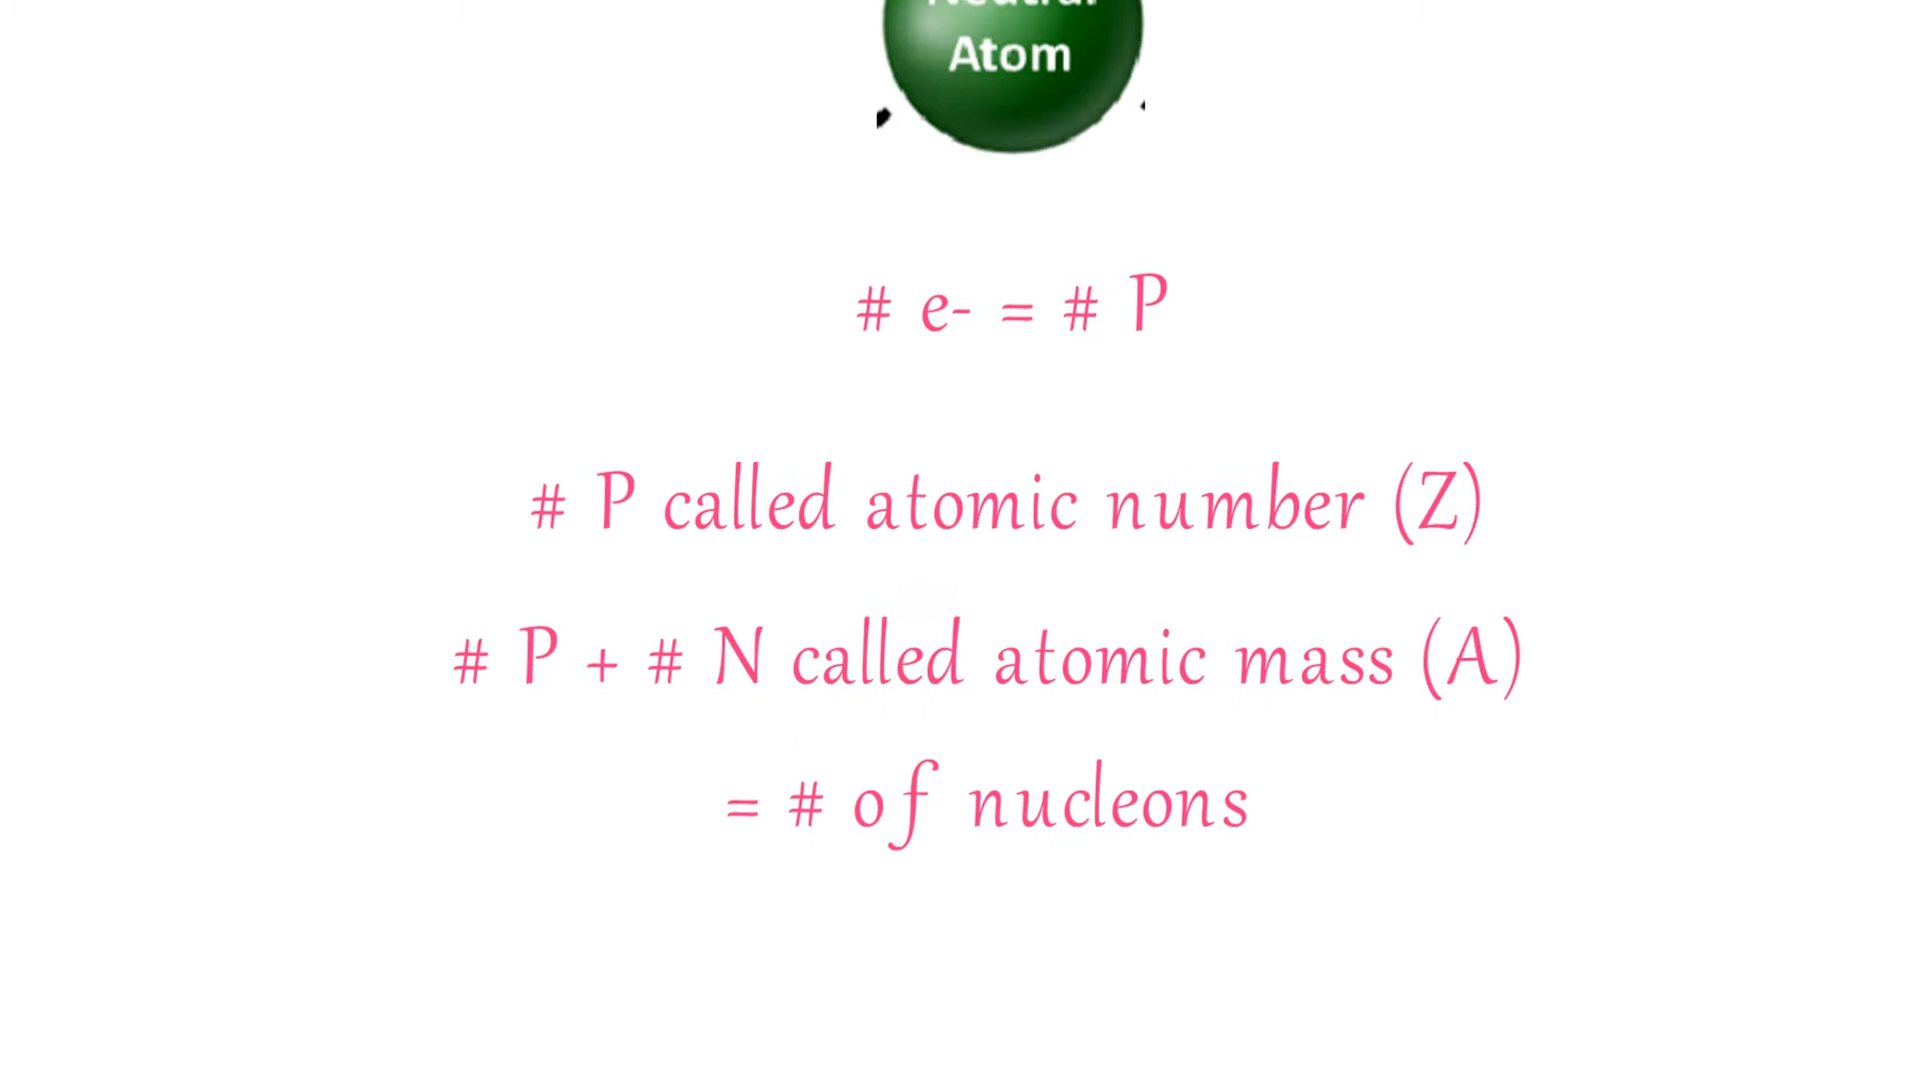 Atom
# e- = # P
# P called atomic number (Z)
# P + # N called atomic mass (A)
= # of nucleons